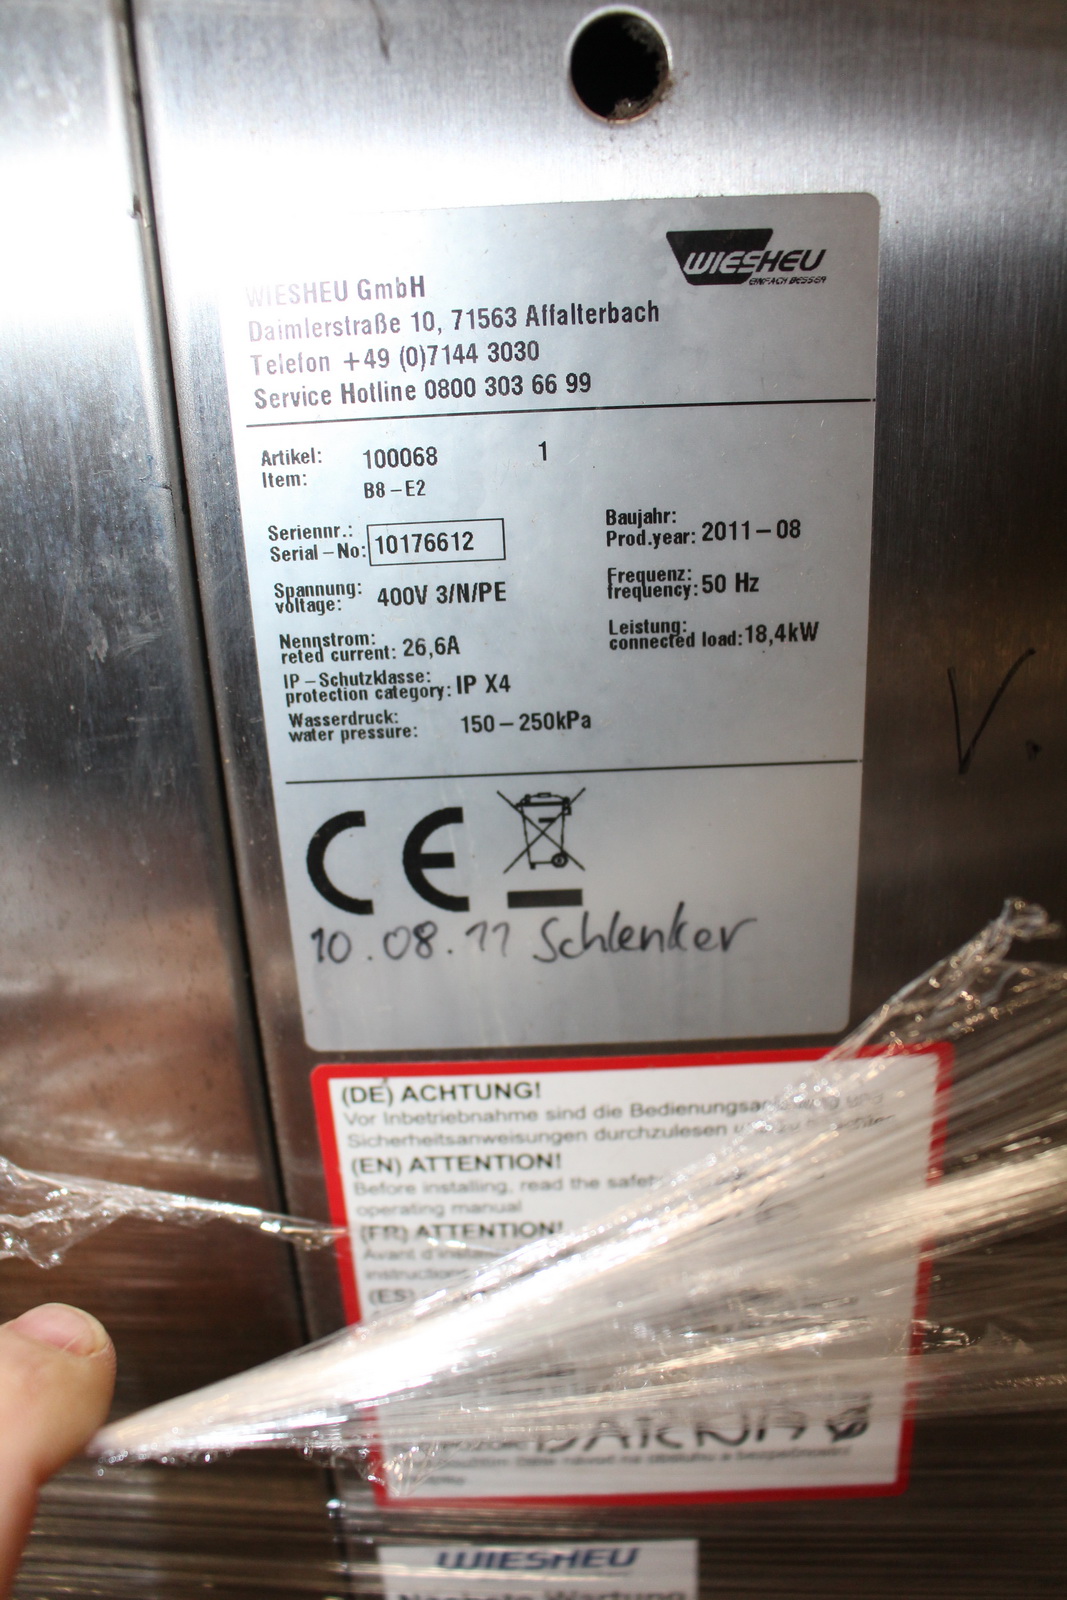 WIESHEU
EINFACH BESSER
WIESHEU GmbH
Daimlerstraße 10, 71563 Affalterbach
Telefon +49 (0)7144 3030
Service Hotline 0800 303 66 99
Artikel: 100068 1
Item: B8-E2
Seriennr.:
Serial-No: 10176612
Baujahr:
Prod.year: 2011-08
Spannung:
voltage: 400V 3/N/PE
Frequenz:
frequency: 50 Hz
Nennstrom:
reted current: 26,6A
Leistung:
connected load: 18,4kW
IP-Schutzklasse:
protection category: IP X4
Wasserdruck:
water pressure: 150-250kPa
CE
10.08.11 Schlenker
V.
(DE) ACHTUNG!
Vor Inbetriebnahme sind die
Sicherheitsanweisungen durchzulesen
(EN) ATTENTION!
Before installing, read the
operating manual
(FR) ATTENTION!
Avant
(ES)
WIESHEU
Nächste Wartung